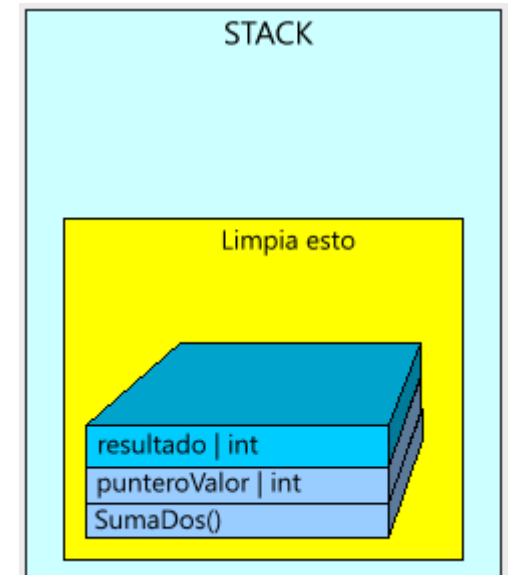 STACK
Limpia esto
resultado | int
punteroValor | int
SumaDos()